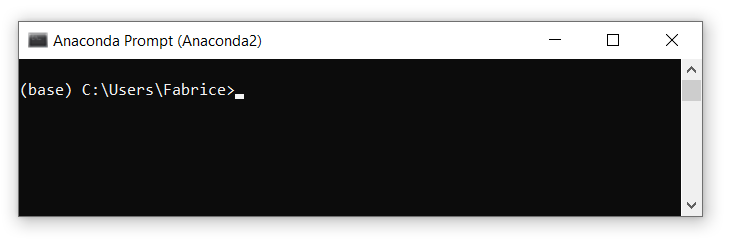 Anaconda Prompt (Anaconda2)
(base) C:\Users\Fabrice>